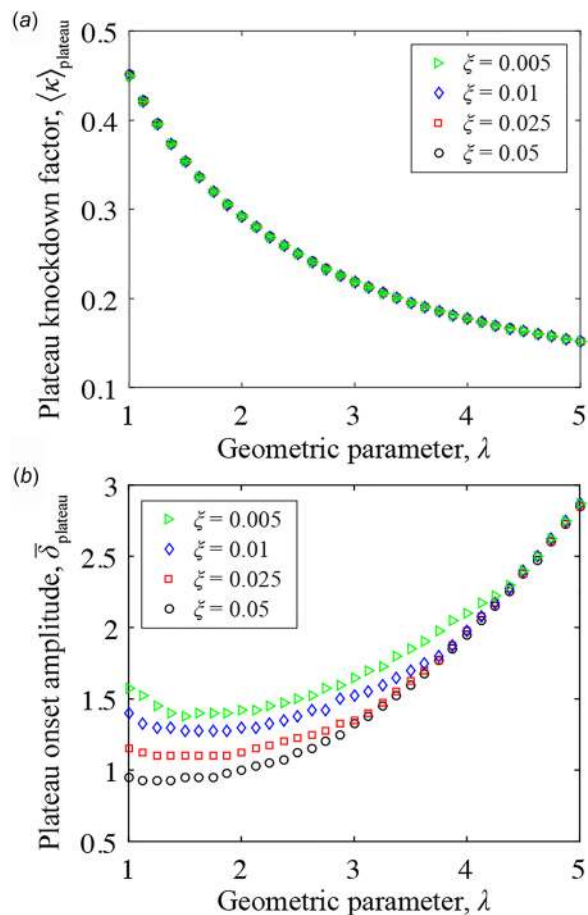 (a)
0.5
0.4
0.3
0.2
0.1
Plateau knockdown factor, ⟨κ⟩plateau
ξ = 0.005
ξ = 0.01
ξ = 0.025
ξ = 0.05
1 2 3 4 5
Geometric parameter, λ
(b)
3
2.5
2
1.5
1
0.5
Plateau onset amplitude, δ̅plateau
ξ = 0.005
ξ = 0.01
ξ = 0.025
ξ = 0.05
1 2 3 4 5
Geometric parameter, λ